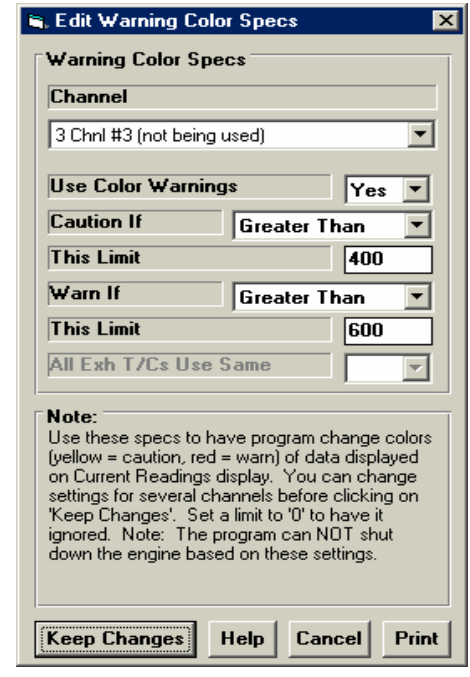 Edit Warning Color Specs
Warning Color Specs
Channel
3 Chnl #3 (not being used)
Use Color Warnings Yes
Caution If Greater Than
This Limit 400
Warn If Greater Than
This Limit 600
All Exh T/Cs Use Same
Note:
Use these specs to have program change colors
(yellow = caution, red = warn) of data displayed
on Current Readings display. You can change
settings for several channels before clicking on
'Keep Changes'. Set a limit to '0' to have it
ignored. Note: The program can NOT shut
down the engine based on these settings.
Keep Changes Help Cancel Print